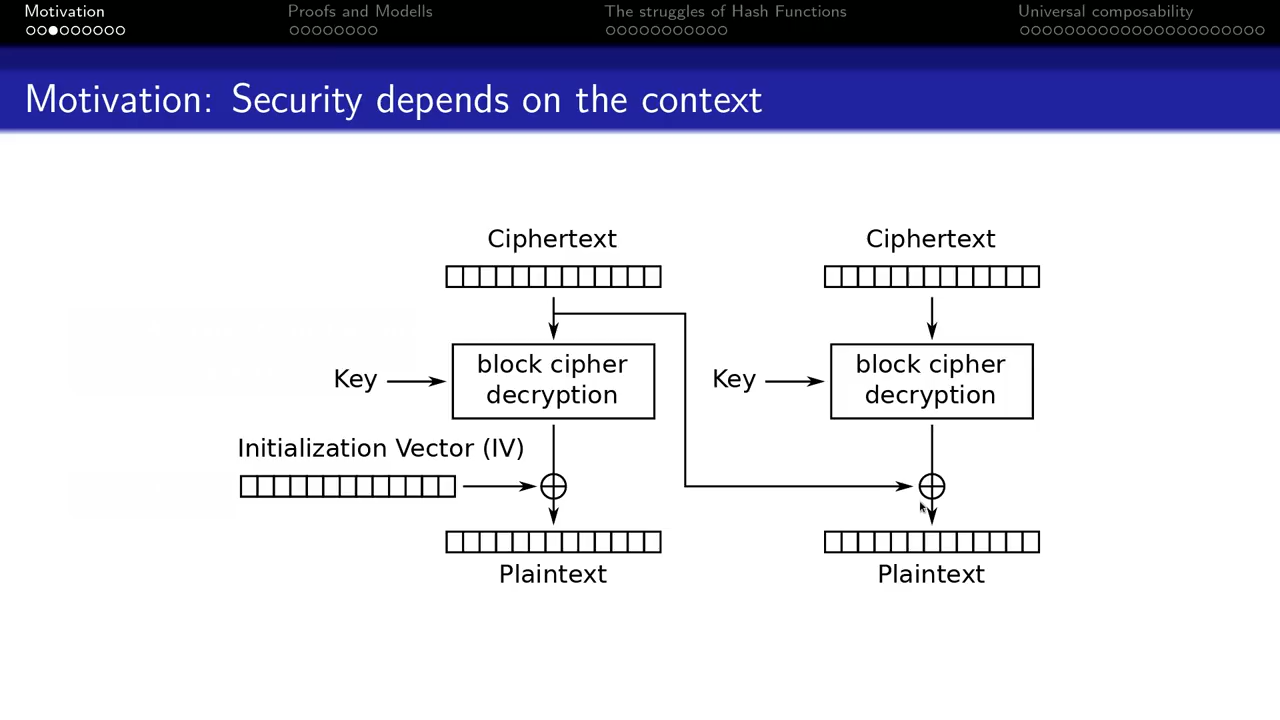 Motivation
Proofs and Modells
The struggles of Hash Functions
Universal composability
Motivation: Security depends on the context
Ciphertext
Ciphertext
block cipher
decryption
Key
block cipher
decryption
Key
Initialization Vector (IV)
Plaintext
Plaintext